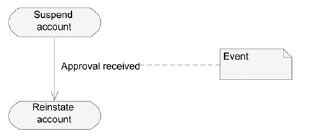 Suspend
account
Event
Approval received
Reinstate
account